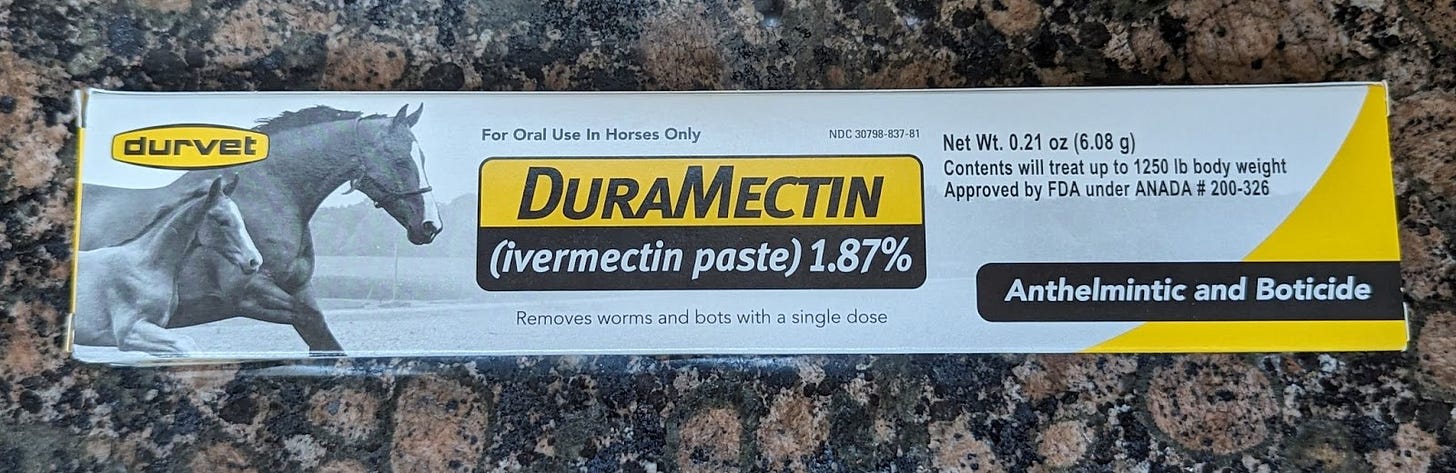 durvet
For Oral Use In Horses Only
NDC 30798-837-81
DURAMECTIN
(ivermectin paste) 1.87%
Removes worms and bots with a single dose
Net Wt. 0.21 oz (6.08 g)
Contents will treat up to 1250 lb body weight
Approved by FDA under ANADA # 200-326
Anthelmintic and Boticide